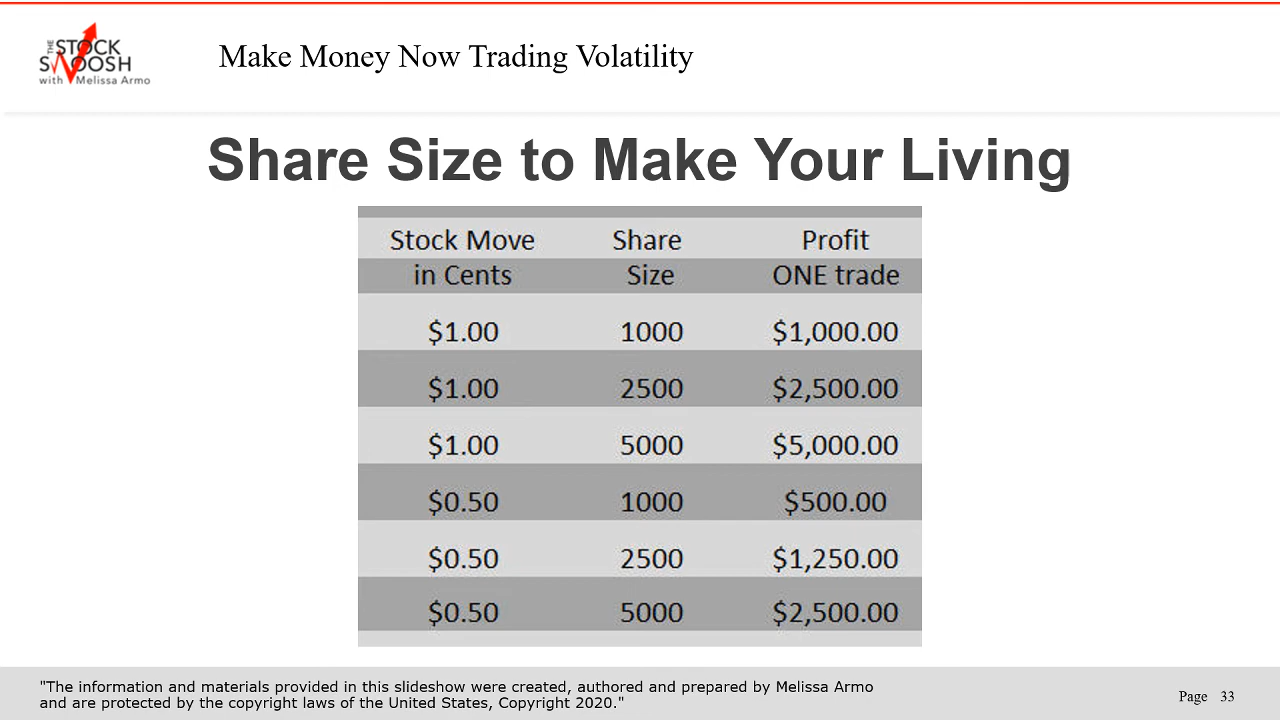 THE STOCK
SWOOSH
with Melissa Armo
Make Money Now Trading Volatility
Share Size to Make Your Living
Stock Move Share Profit
in Cents Size ONE trade
$1.00 1000 $1,000.00
$1.00 2500 $2,500.00
$1.00 5000 $5,000.00
$0.50 1000 $500.00
$0.50 2500 $1,250.00
$0.50 5000 $2,500.00
"The information and materials provided in this slideshow were created, authored and prepared by Melissa Armo
and are protected by the copyright laws of the United States, Copyright 2020."
Page 33